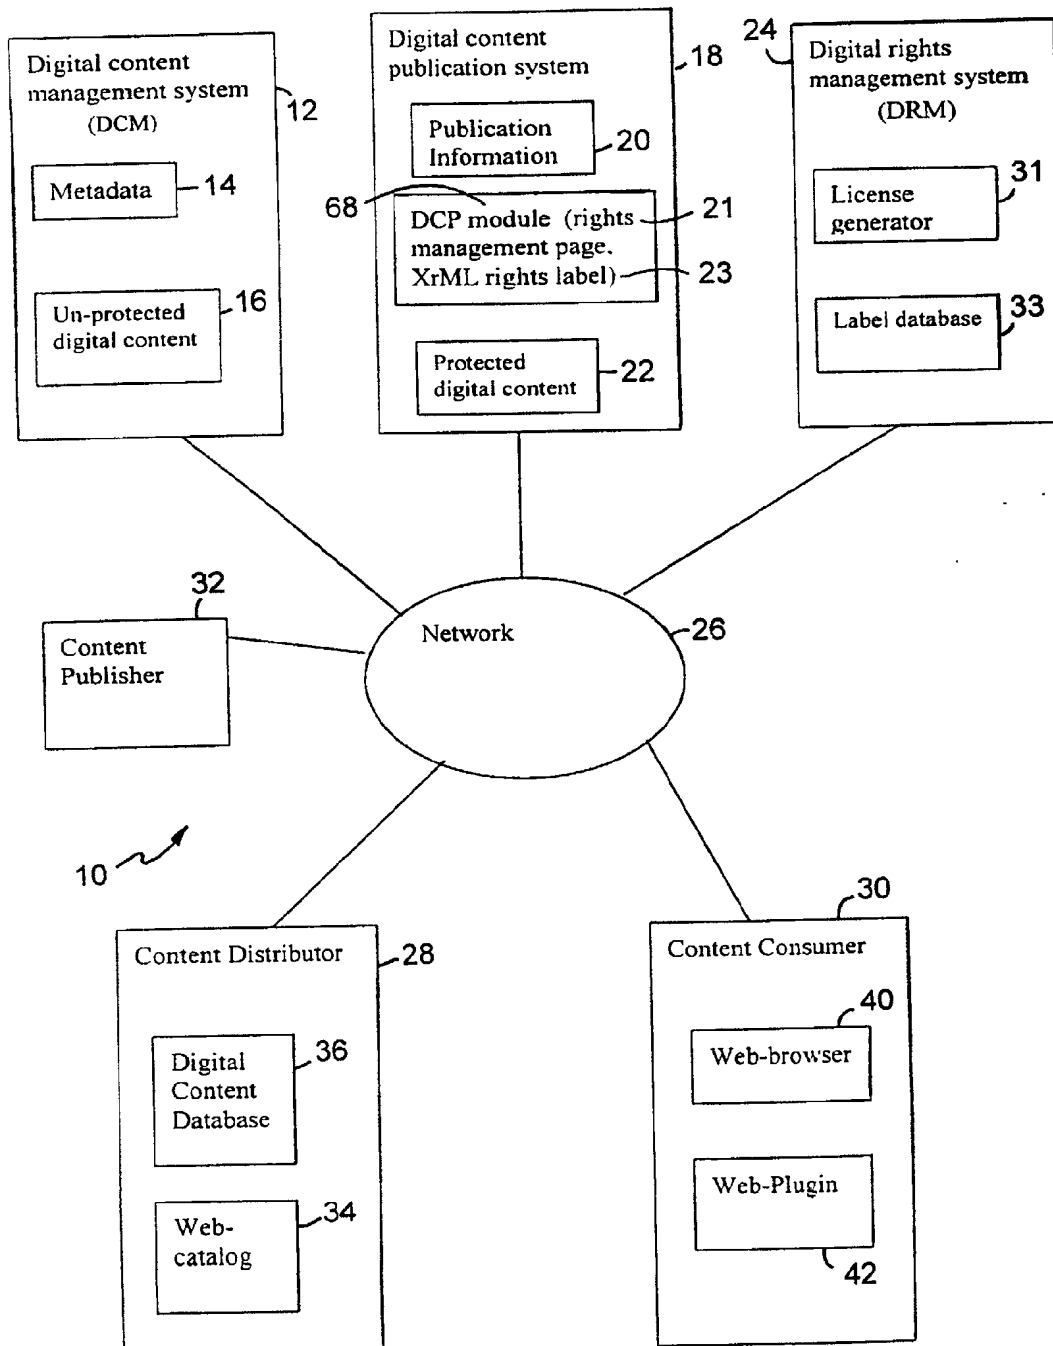 Digital content
management system
(DCM)
12
Metadata
14
Un-protected
digital content
16
Digital content
publication system
18
Publication
Information
20
68
DCP module (rights
management page.
XrML rights label)
21
23
Protected
digital content
22
24
Digital rights
management system
(DRM)
License
generator
31
Label database
33
32
Content
Publisher
Network
26
10
Content Distributor
28
Digital
Content
Database
36
Web-
catalog
34
30
Content Consumer
40
Web-browser
Web-Plugin
42